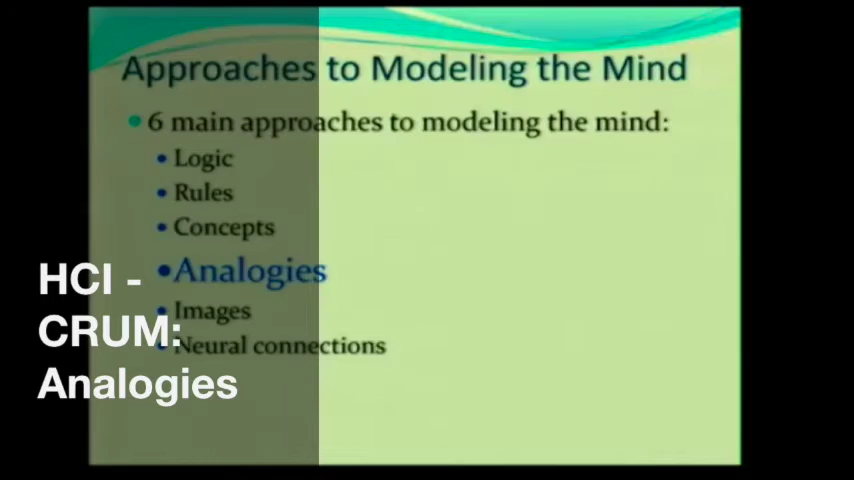 Approaches to Modeling the Mind
6 main approaches to modeling the mind:
Logic
Rules
Concepts
Analogies
Images
Neural connections
HCI -
CRUM:
Analogies